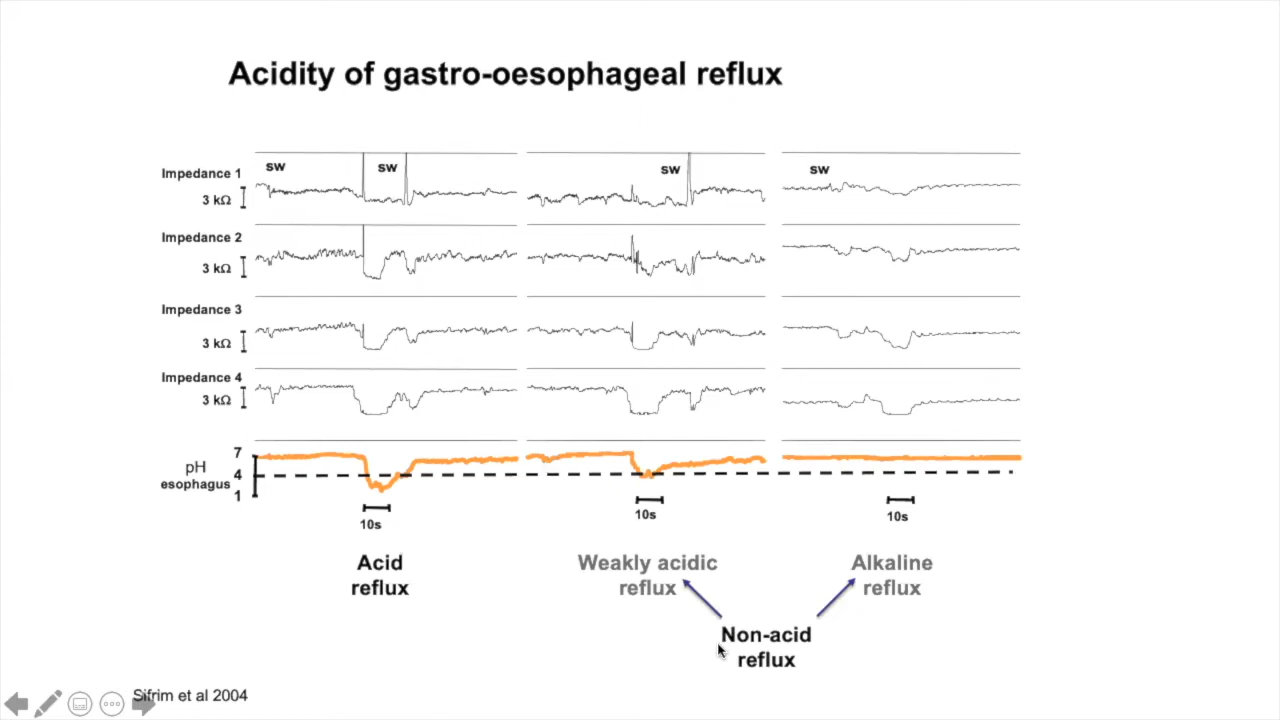 Acidity of gastro-oesophageal reflux
Impedance 1
3 kΩ
sw
sw
sw
sw
Impedance 2
3 kΩ
Impedance 3
3 kΩ
Impedance 4
3 kΩ
pH
esophagus
7
4
1
10s
10s
10s
Acid
reflux
Weakly acidic
reflux
Alkaline
reflux
Non-acid
reflux
Sifrim et al 2004